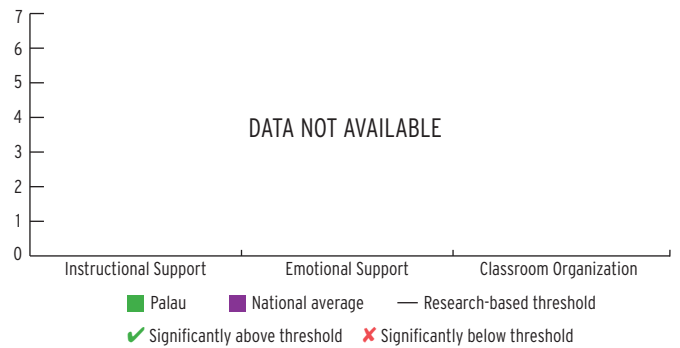 7
6
5
4
DATA NOT AVAILABLE
3
2
1
0
Instructional Support Emotional Support Classroom Organization
Palau National average Research-based threshold
Significantly above threshold Significantly below threshold